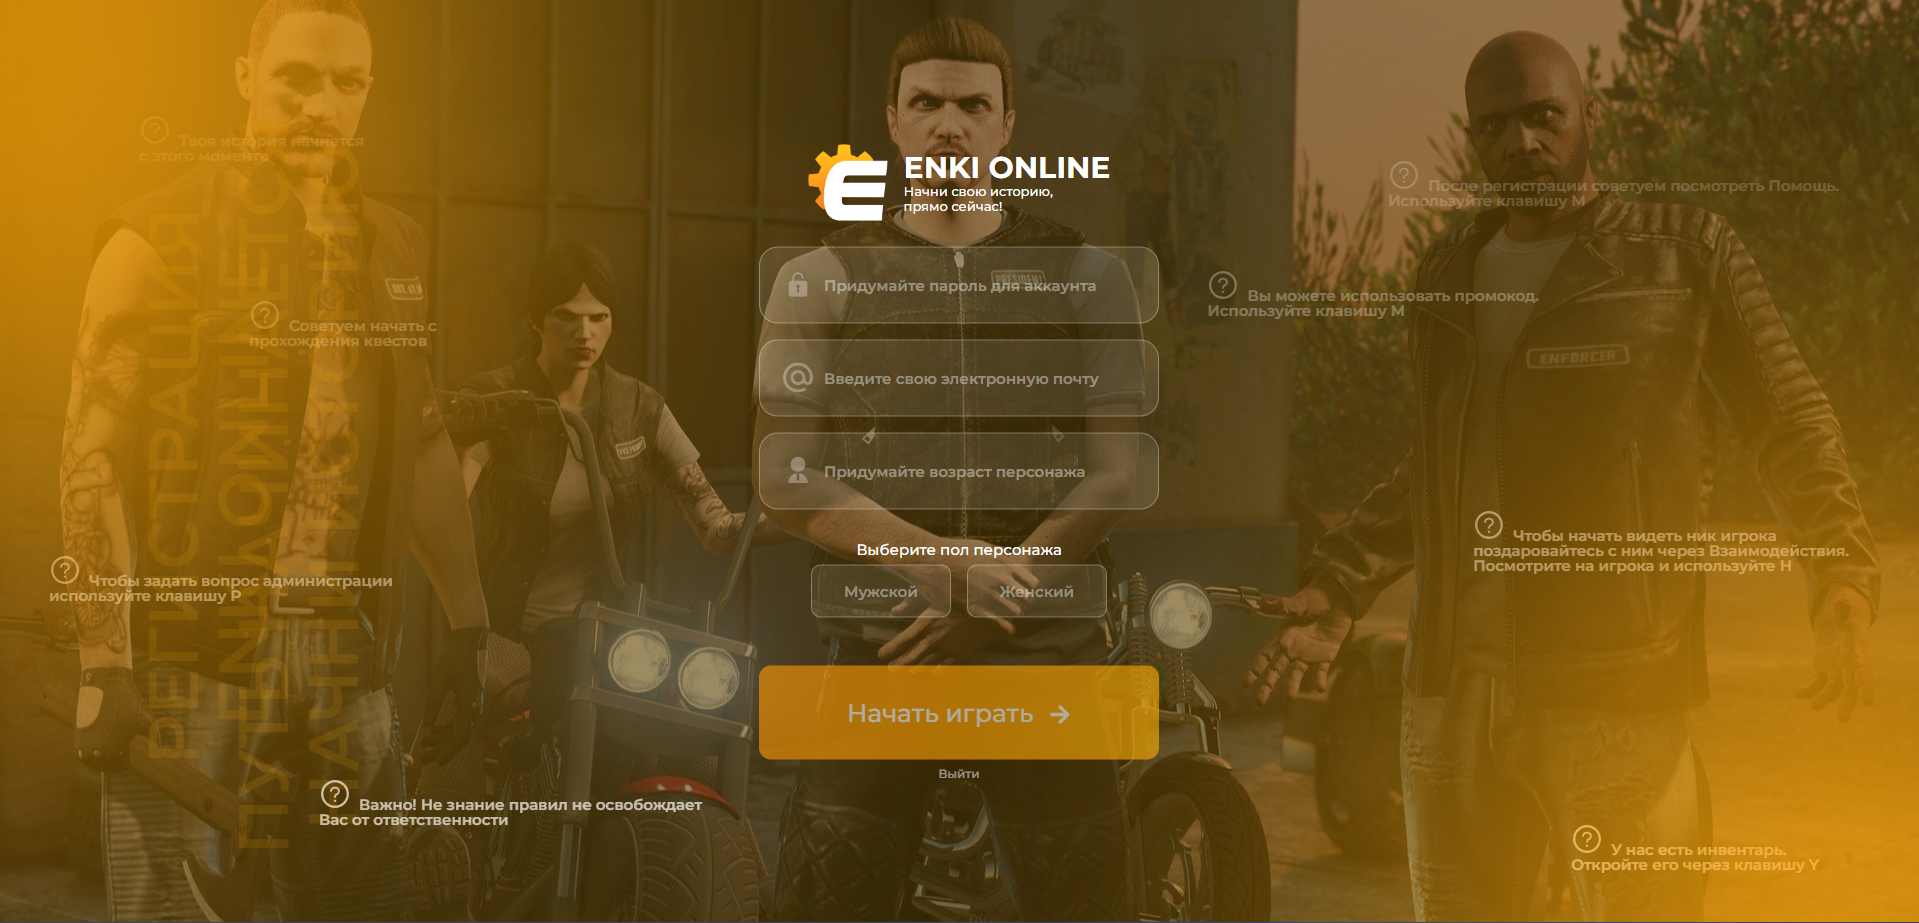 ENKI ONLINE
Начни свою историю,
прямо сейчас!
Придумайте пароль для аккаунта
Введите свою электронную почту
Придумайте возраст персонажа
Выберите пол персонажа
Мужской
Женский
Начать играть
Выйти
Твоя история начнется
с этого момента
Советуем начать с
прохождения квестов
Чтобы задать вопрос администрации
используйте клавишу P
Важно! Не знание правил не освобождает
Вас от ответственности
После регистрации советуем посмотреть Помощь.
Используйте клавишу M
Вы можете использовать промокод.
Используйте клавишу M
Чтобы начать видеть ник игрока
поздаровайтесь с ним через Взаимодействия.
Посмотрите на игрока и используйте H
У нас есть инвентарь.
Откройте его через клавишу Y
РЕГИСТРАЦИЯ
PRESIDENT
ENFORCER